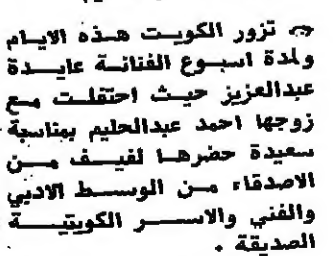 تزور الكويت هذه الايام
ولمدة اسبوع الفنانة عايدة
عبدالعزيز حيث احتفلت مع
زوجها احمد عبدالحليم بمناسبة
سعيدة حضرها لفيف من
الاصدقاء من الوسط الادبي
والفني والاسر الكويتية
الصديقة .